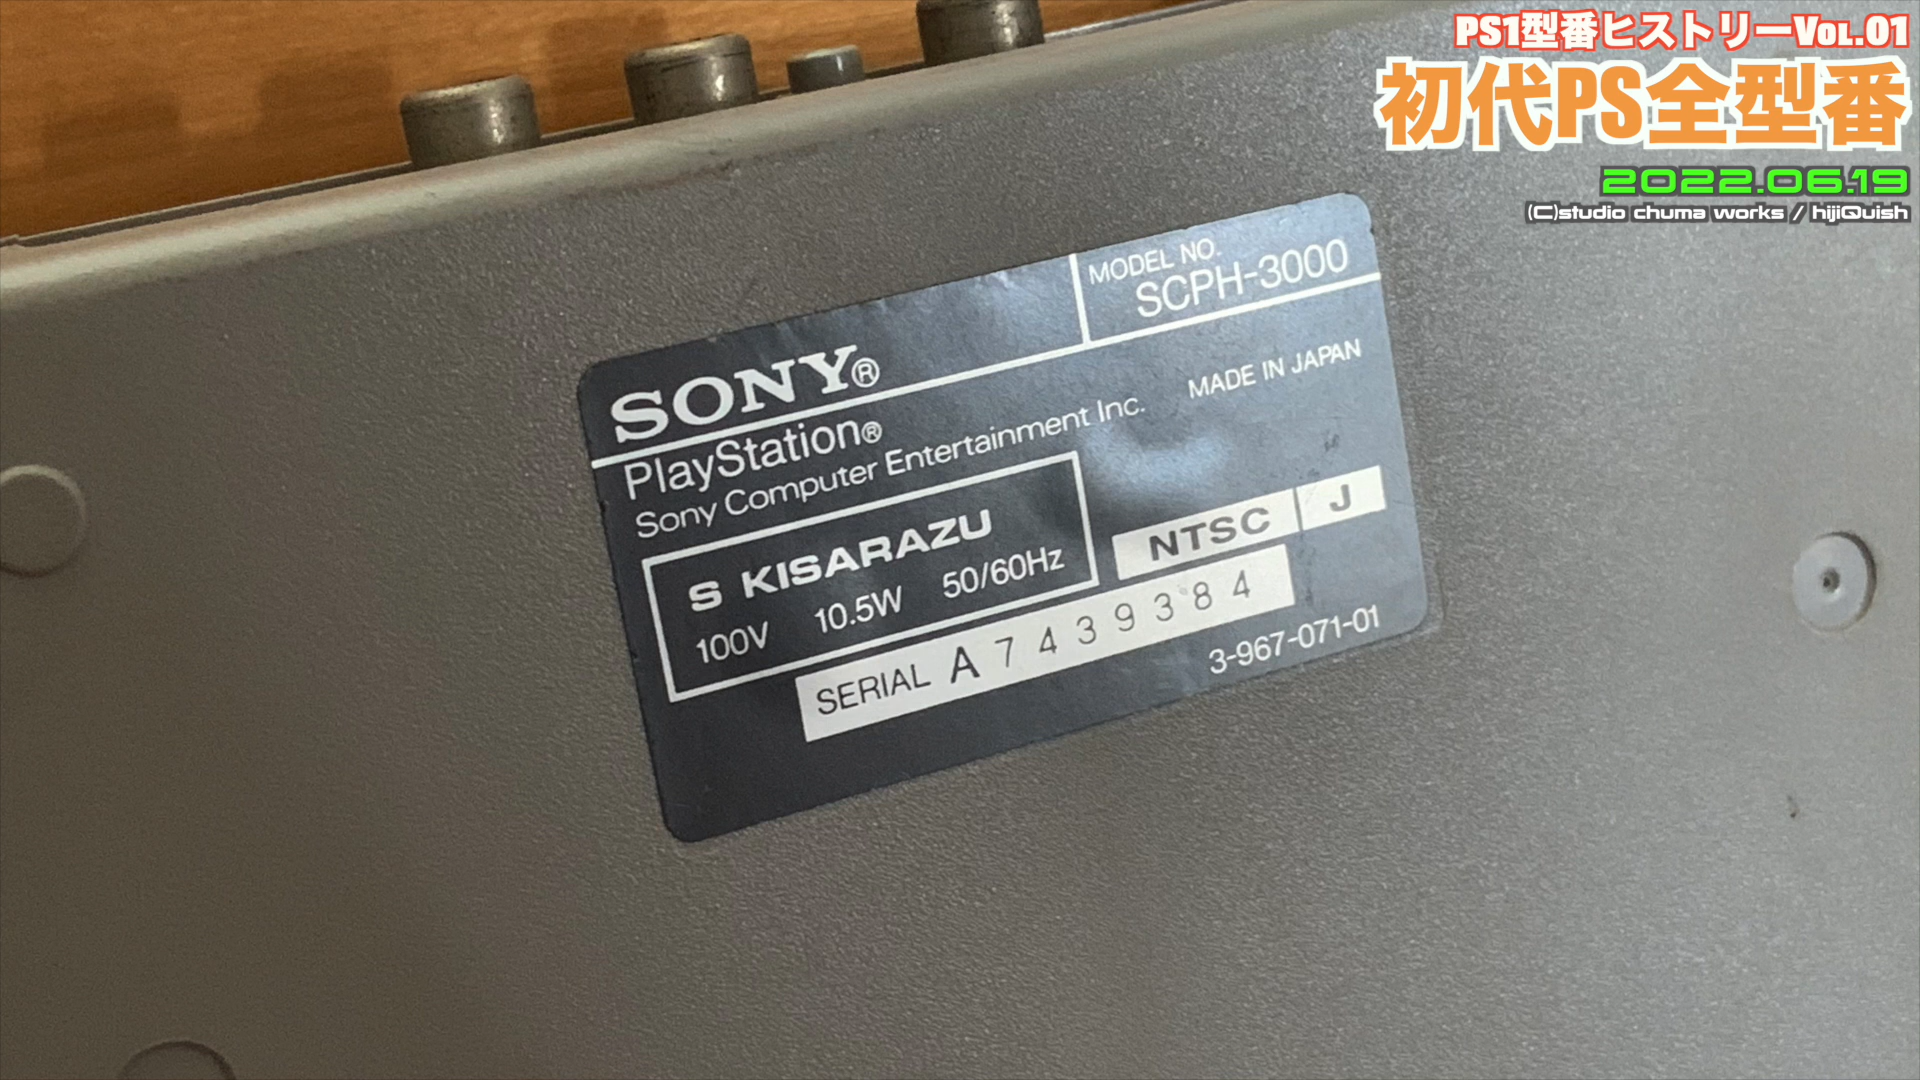 PS1型番ヒストリーVOL.01
初代PS全型番
2022.06.19
(C)studio chuma works / hijiQuish
MODEL NO.
SCPH-3000
SONY®
PlayStation®
MADE IN JAPAN
Sony Computer Entertainment Inc.
S KISARAZU
100V 10.5W 50/60Hz
NTSC J
SERIAL A 7439384
3-967-071-01